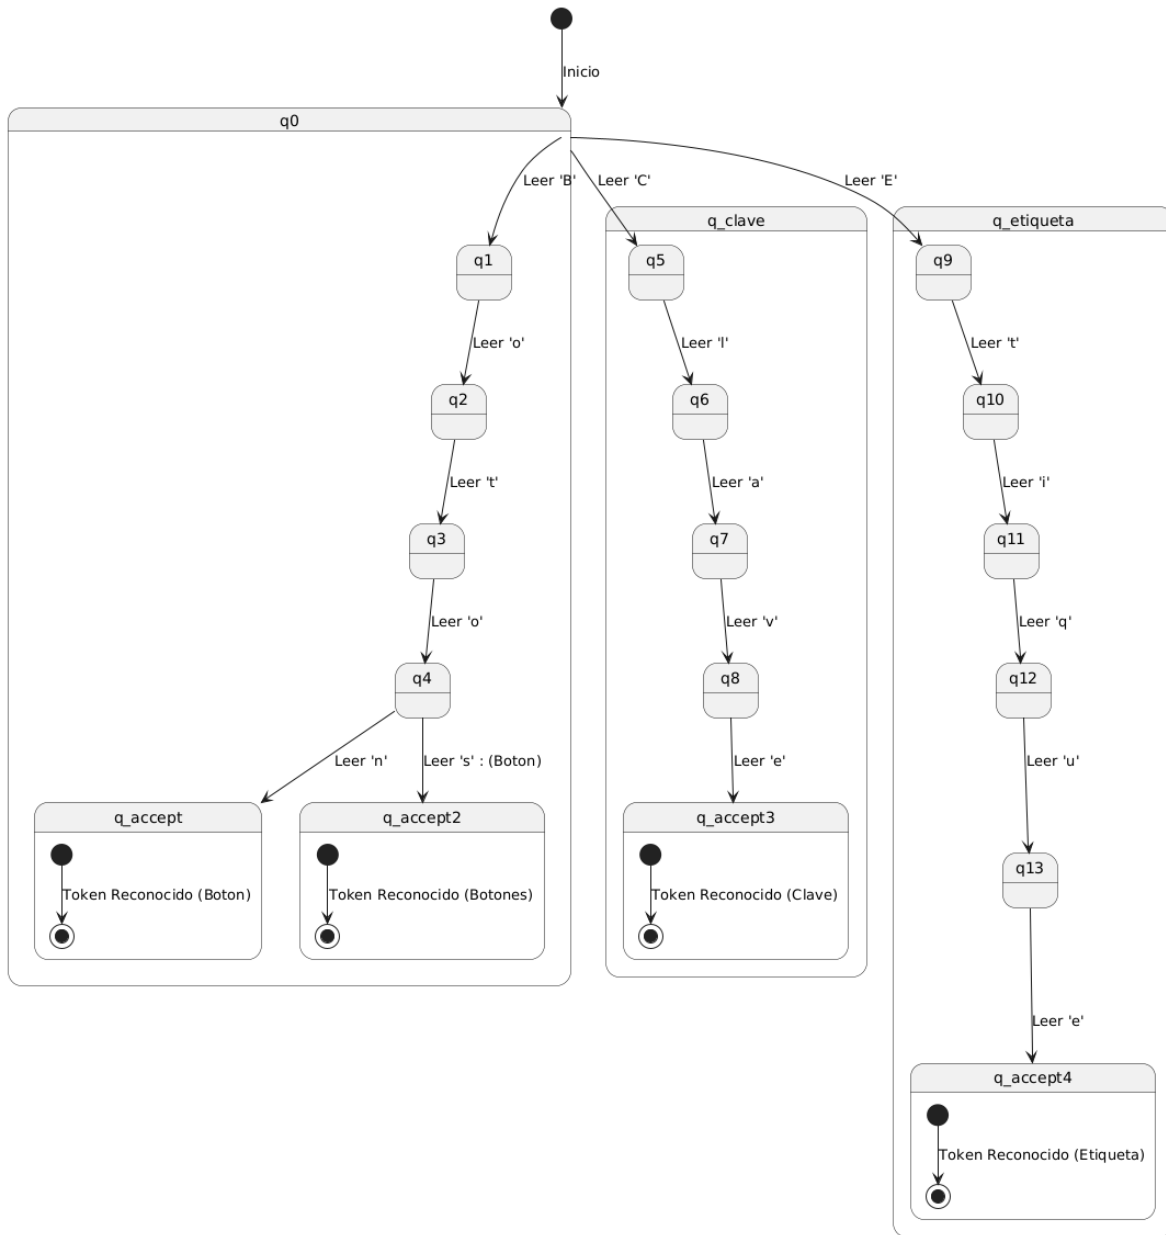 Inicio
q0
Leer 'B'
Leer 'C'
Leer 'E'
q_clave
q_etiqueta
q1
q5
q9
Leer 'o'
Leer 'l'
Leer 't'
q2
q6
q10
Leer 't'
Leer 'a'
Leer 'i'
q3
q7
q11
Leer 'o'
Leer 'v'
Leer 'q'
q4
q8
q12
Leer 'n'
Leer 's' : (Boton)
Leer 'e'
Leer 'u'
q_accept
q_accept2
q_accept3
q13
Token Reconocido (Boton)
Token Reconocido (Botones)
Token Reconocido (Clave)
Leer 'e'
q_accept4
Token Reconocido (Etiqueta)